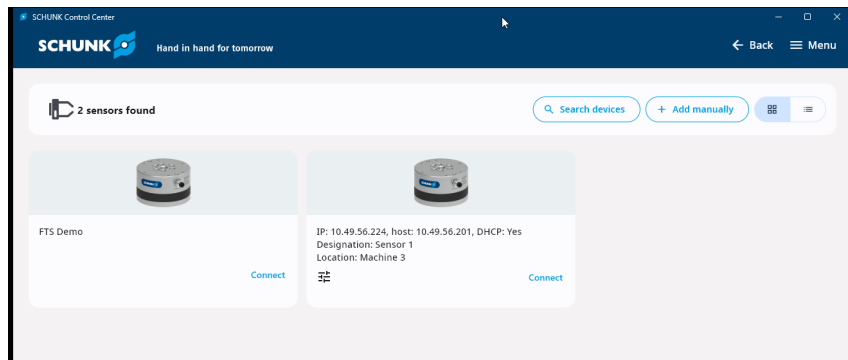 SCHUNK Control Center
SCHUNK
Hand in hand for tomorrow
Back
Menu
2 sensors found
Search devices
Add manually
FTS Demo
Connect
IP: 10.49.56.224, host: 10.49.56.201, DHCP: Yes
Designation: Sensor 1
Location: Machine 3
Connect